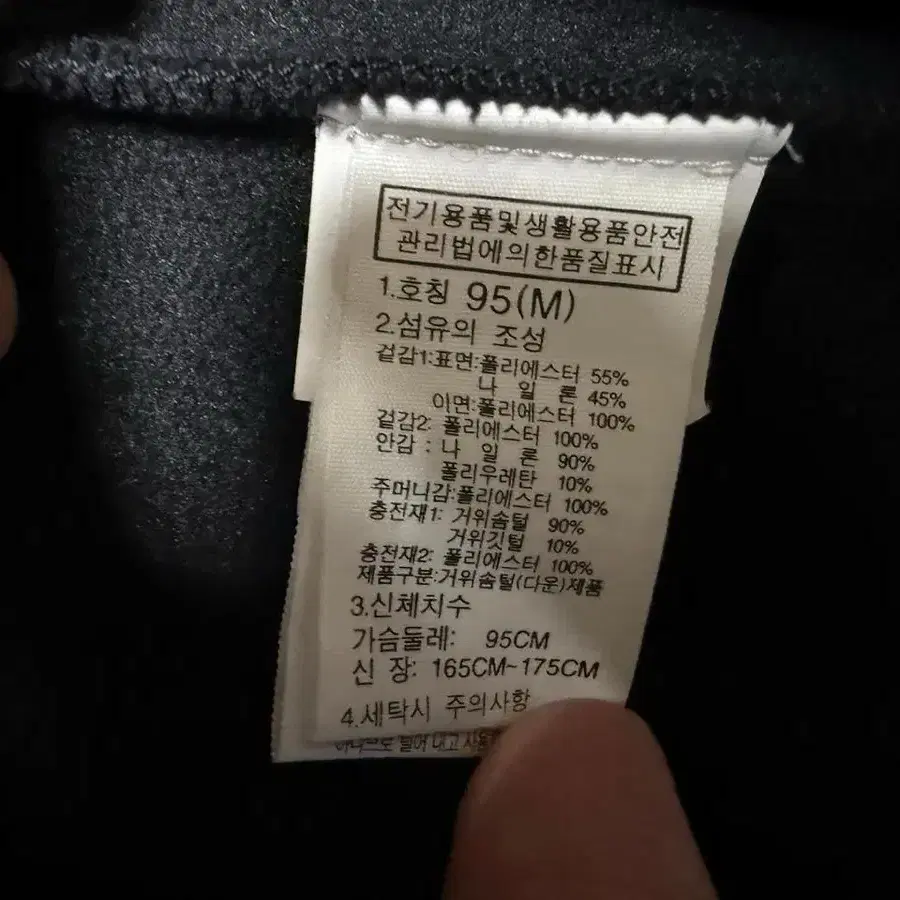 전기용품및생활용품안전
관리법에의한품질표시
1.호칭 95(M)
2.섬유의 조성
겉감1:표면:폴리에스터 55%
나 일 론 45%
이면:폴리에스터 100%
겉감2: 폴리에스터 100%
안감 : 나 일 론 90%
폴리우레탄 10%
주머니감:폴리에스터 100%
충전재1: 거위솜털 90%
거위깃털 10%
충전재2: 폴리에스터 100%
제품구분:거위솜털(다운)제품
3.신체치수
가슴둘레: 95CM
신 장: 165CM~175CM
4.세탁시 주의사항
털어 내고